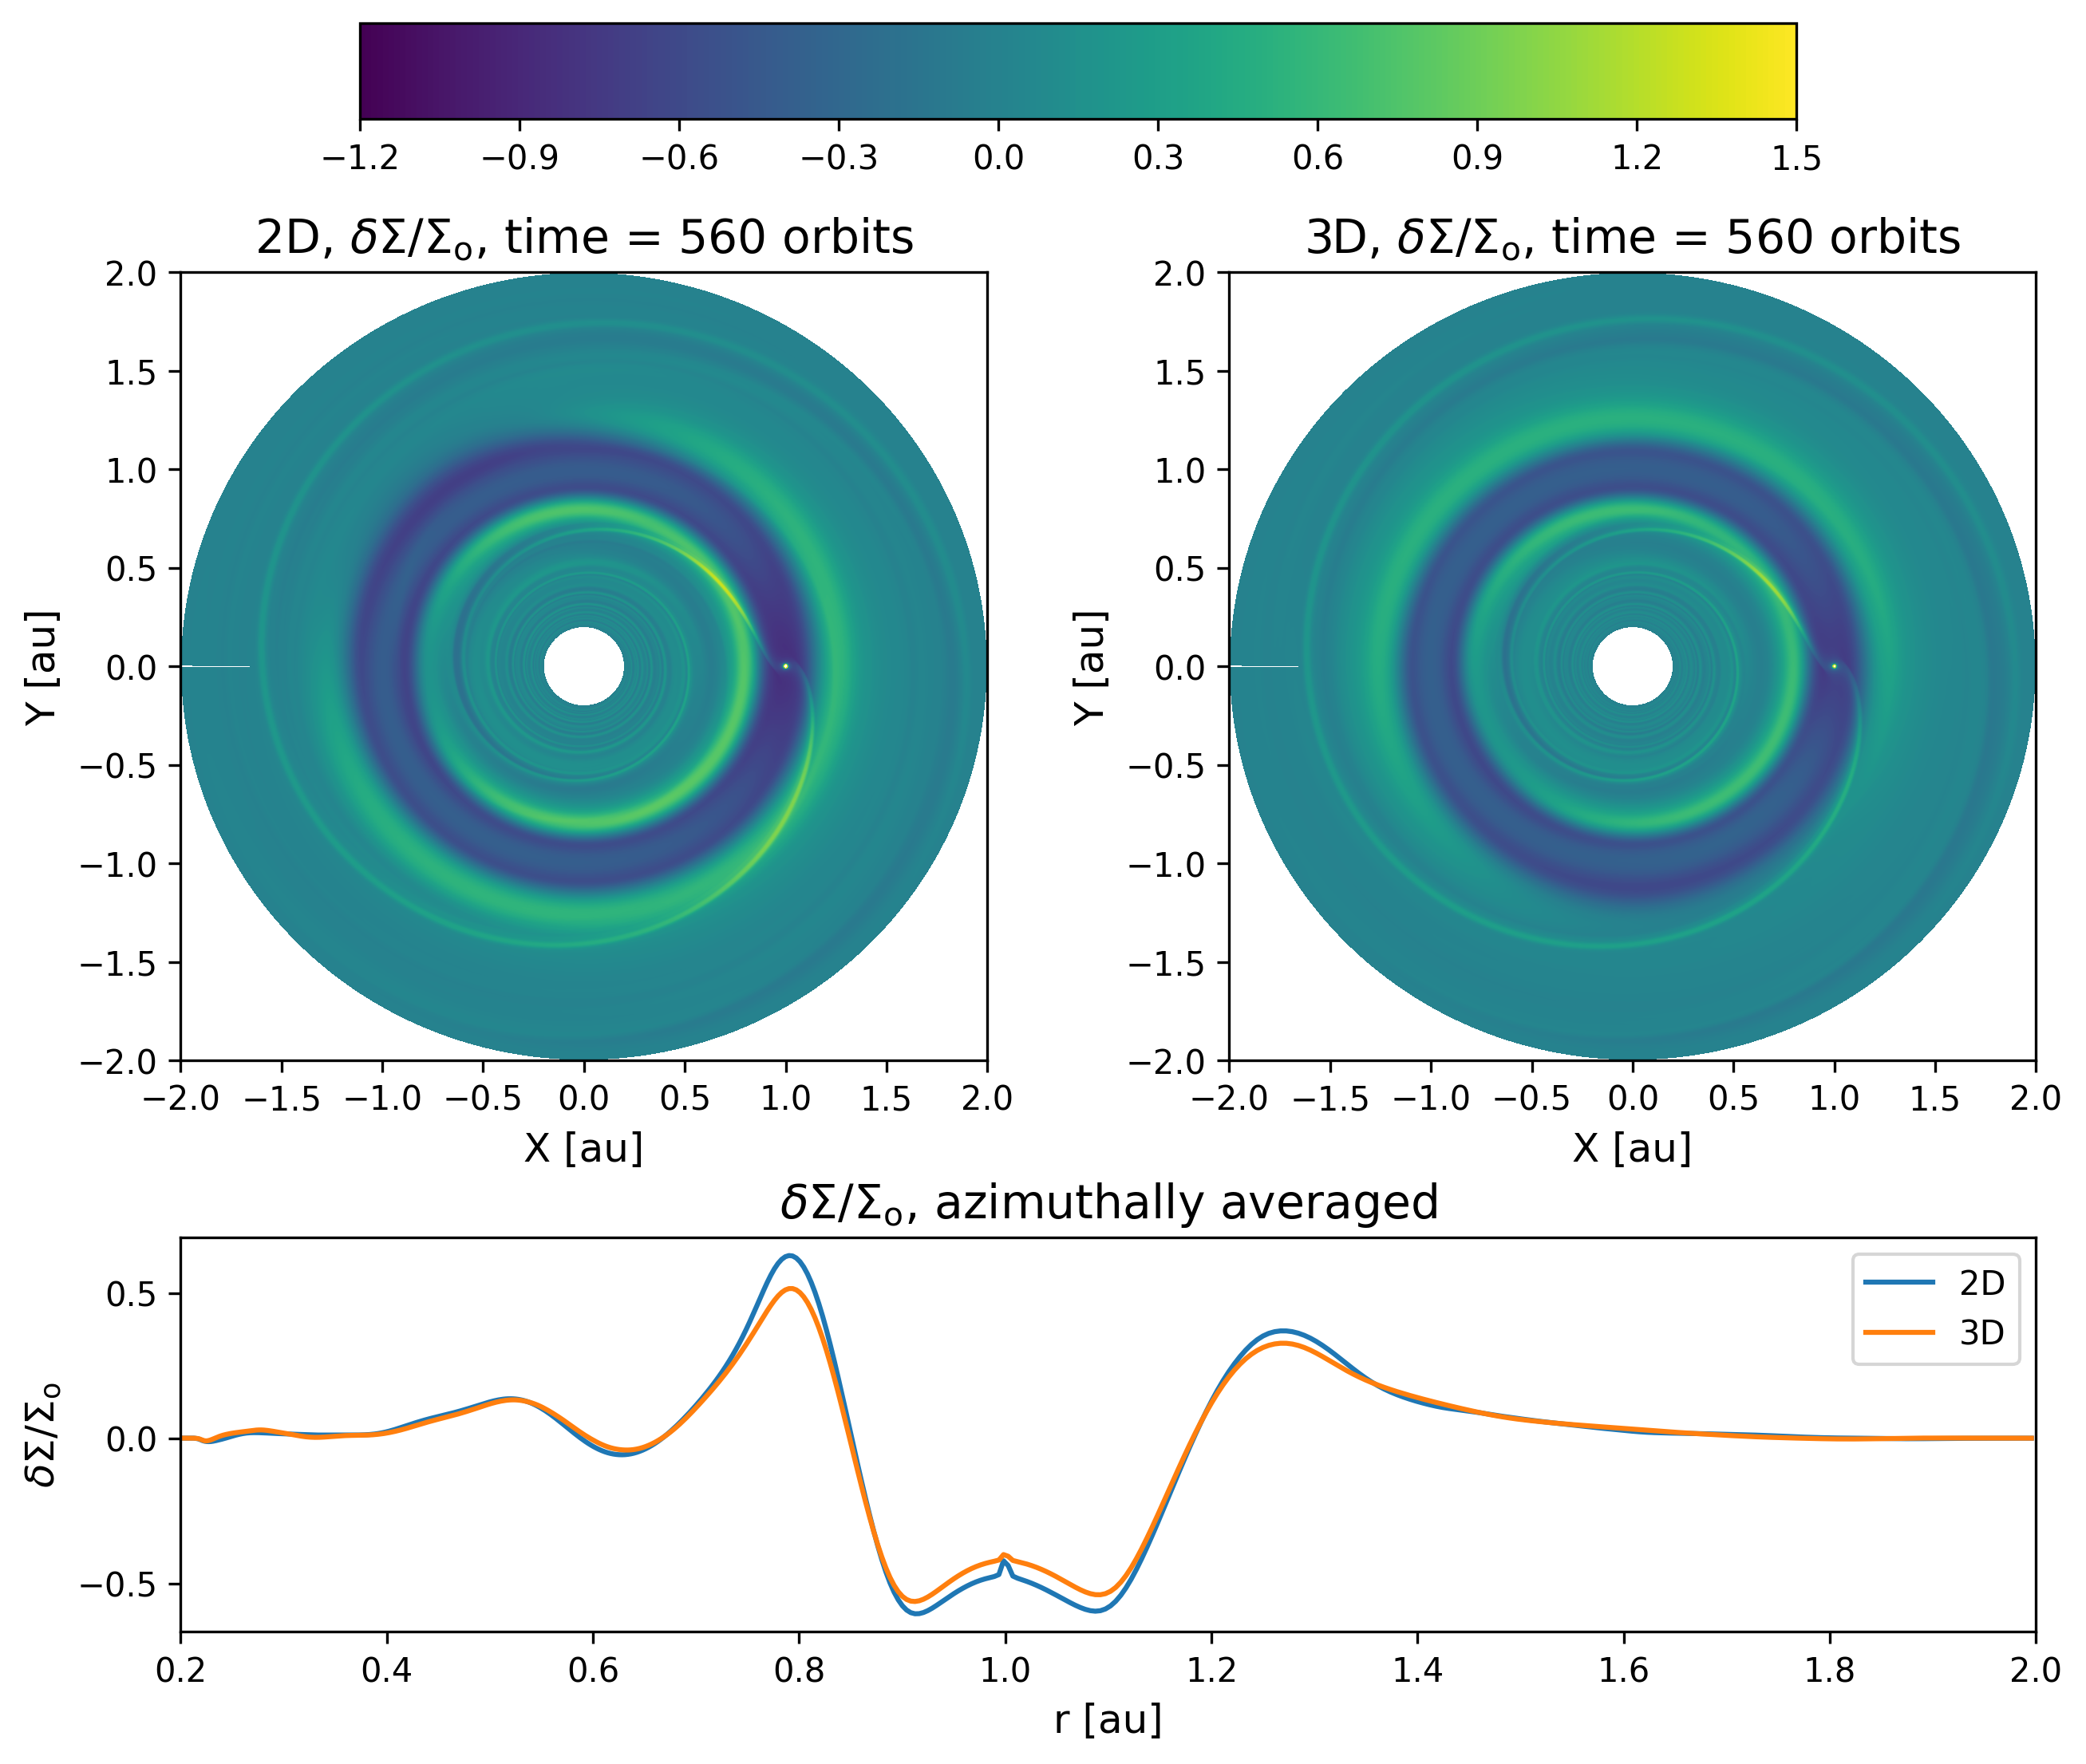 −1.2 −0.9 −0.6 −0.3 0.0 0.3 0.6 0.9 1.2 1.5
2D, δΣ/Σo, time = 560 orbits
2.0
1.5
1.0
0.5
0.0
−0.5
−1.0
−1.5
−2.0
Y [au]
−2.0 −1.5 −1.0 −0.5 0.0 0.5 1.0 1.5 2.0
X [au]
3D, δΣ/Σo, time = 560 orbits
2.0
1.5
1.0
0.5
0.0
−0.5
−1.0
−1.5
−2.0
Y [au]
−2.0 −1.5 −1.0 −0.5 0.0 0.5 1.0 1.5 2.0
X [au]
δΣ/Σo, azimuthally averaged
0.5
0.0
−0.5
δΣ/Σo
2D
3D
0.2 0.4 0.6 0.8 1.0 1.2 1.4 1.6 1.8 2.0
r [au]